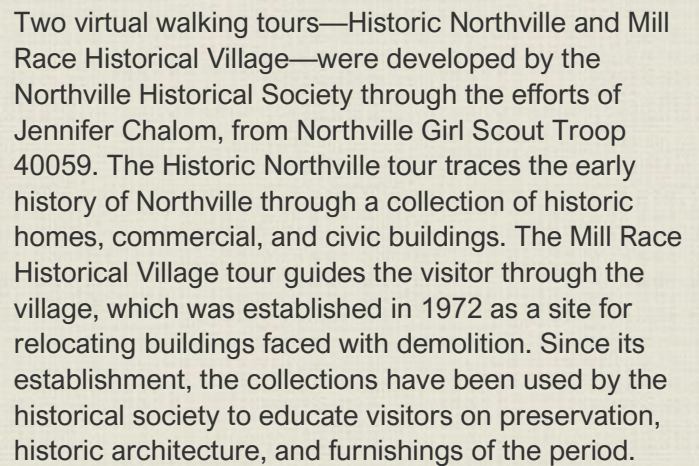 Two virtual walking tours—Historic Northville and Mill
Race Historical Village—were developed by the
Northville Historical Society through the efforts of
Jennifer Chalom, from Northville Girl Scout Troop
40059. The Historic Northville tour traces the early
history of Northville through a collection of historic
homes, commercial, and civic buildings. The Mill Race
Historical Village tour guides the visitor through the
village, which was established in 1972 as a site for
relocating buildings faced with demolition. Since its
establishment, the collections have been used by the
historical society to educate visitors on preservation,
historic architecture, and furnishings of the period.